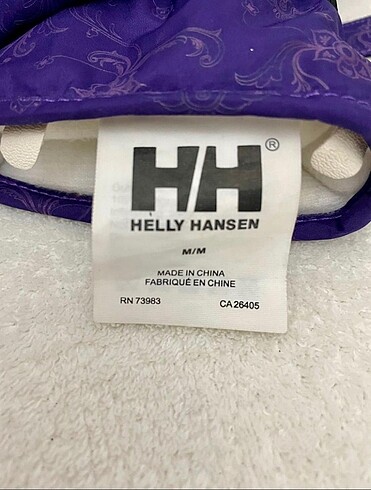 HH®
HELLY HANSEN
M/M
MADE IN CHINA
FABRIQUÉ EN CHINE
RN 73983 CA 26405